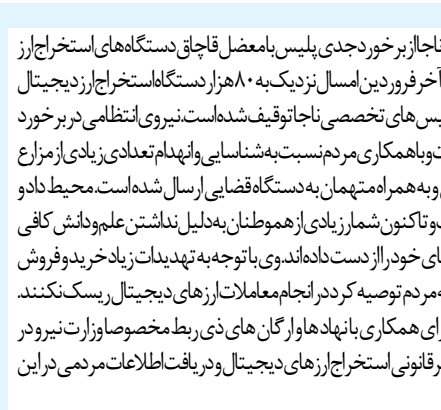 ناجا از برخورد جدی پلیس با معضل قاچاق دستگاه‌های استخراج ارز
آخر فروردین امسال نزدیک به ۸۰ هزار دستگاه استخراج ارز دیجیتال
یس‌های تخصصی ناجا توقیف شده است. نیروی انتظامی در برخورد
ت و با همکاری مردم نسبت به شناسایی و انهدام تعدادی زیادی از مزارع
ی و به همراه متهمان به دستگاه قضایی ارسال شده است. محیط داد و
ت و تاکنون شمار زیادی از هموطنان به دلیل نداشتن علم و دانش کافی
ای خود را از دست داده‌اند. وی با توجه به تهدیدات زیاد خرید و فروش
ه مردم توصیه کرد در انجام معاملات ارزهای دیجیتال ریسک نکنند.
رای همکاری با نهادها و ارگان های ذی ربط مخصوصا وزارت نیرو در
رقانونی استخراج ارزهای دیجیتال و دریافت اطلاعات مردمی در این